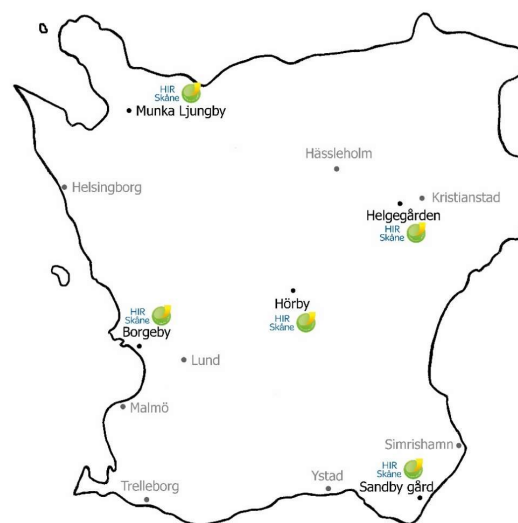 HIR
Skåne
Munka Ljungby
Hässleholm
Helsingborg
Kristianstad
Helgegården
HIR
Skåne
Hörby
HIR
Skåne
HIR
Skåne
Borgeby
Lund
Malmö
Simrishamn
HIR
Skåne
Sandby gård
Ystad
Trelleborg